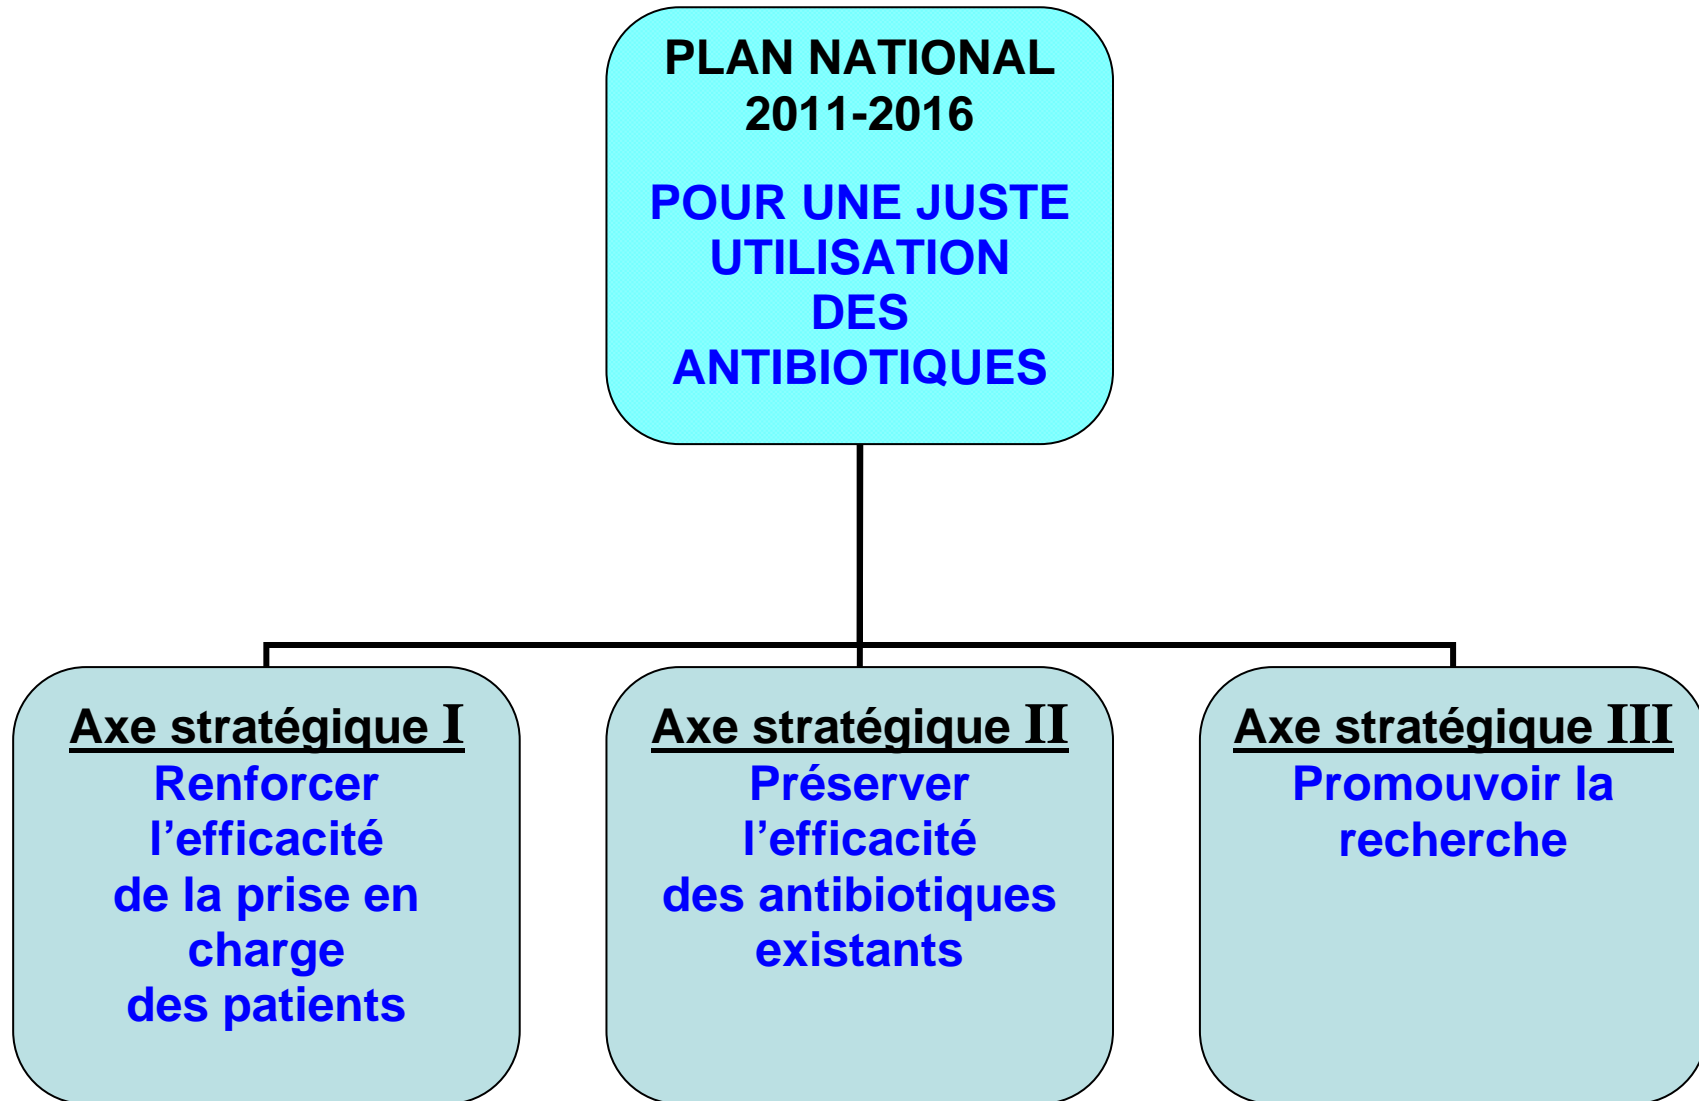 PLAN NATIONAL
2011-2016
POUR UNE JUSTE
UTILISATION
DES
ANTIBIOTIQUES
Axe stratégique I
Renforcer
l’efficacité
de la prise en
charge
des patients
Axe stratégique II
Préserver
l’efficacité
des antibiotiques
existants
Axe stratégique III
Promouvoir la
recherche